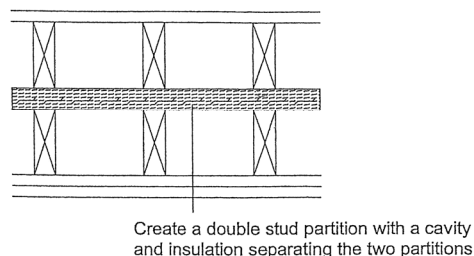 Create a double stud partition with a cavity
and insulation separating the two partitions